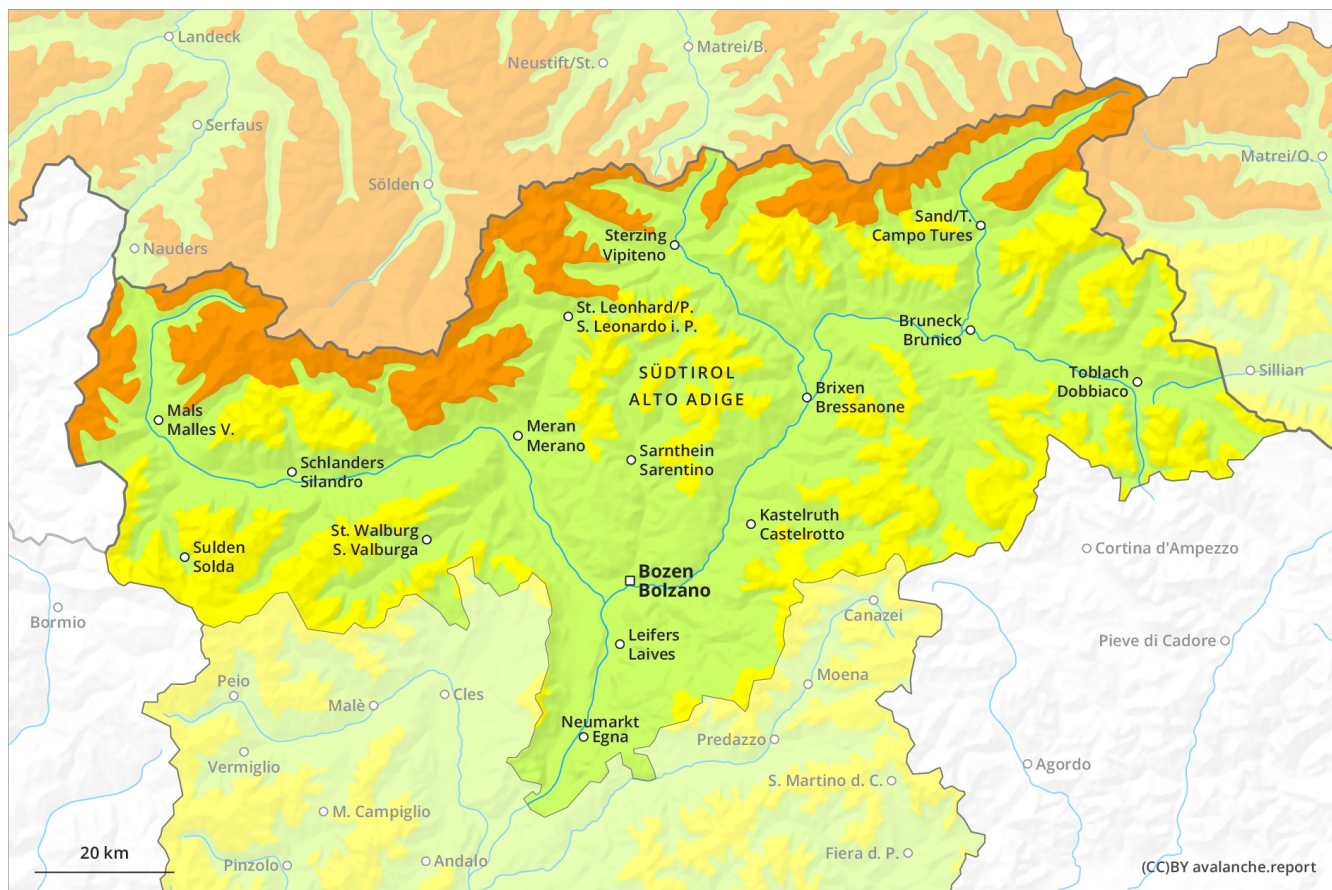 Landeck
Matrei/B.
Neustift/St.
Serfaus
Matrei/O.
Sölden
Nauders
Sand/T.
Campo Tures
Sterzing
Vipiteno
St. Leonhard/P.
S. Leonardo i. P.
Bruneck
Brunico
SÜDTIROL
ALTO ADIGE
Toblach
Dobbiaco
Sillian
Brixen
Bressanone
Mals
Malles V.
Meran
Merano
Sarnthein
Sarentino
Schlanders
Silandro
Kastelruth
Castelrotto
St. Walburg
S. Valburga
Sulden
Solda
Cortina d'Ampezzo
Bozen
Bolzano
Bormio
Canazei
Leifers
Laives
Pieve di Cadore
Peio
Moena
Cles
Malè
Neumarkt
Egna
Predazzo
Vermiglio
Agordo
S. Martino d. C.
M. Campiglio
20 km
Andalo
Pinzolo
Fiera d. P.
(CC)BY avalanche.report